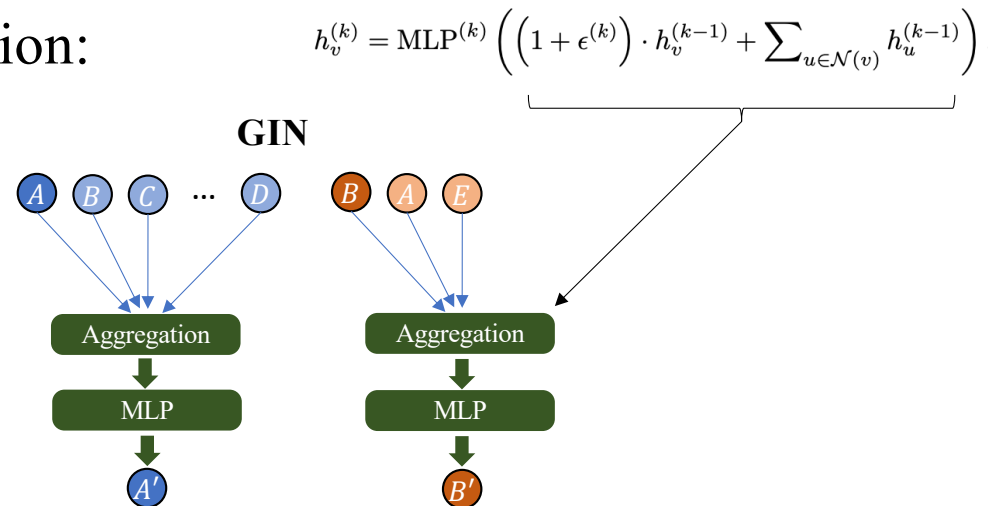 ion:
h_v^{(k)} = MLP^{(k)} ( ( 1 + ϵ^{(k)} ) · h_v^{(k-1)} + ∑_{u∈𝒩(v)} h_u^{(k-1)} )
GIN
A B C ... D B A E
Aggregation Aggregation
MLP MLP
A′ B′